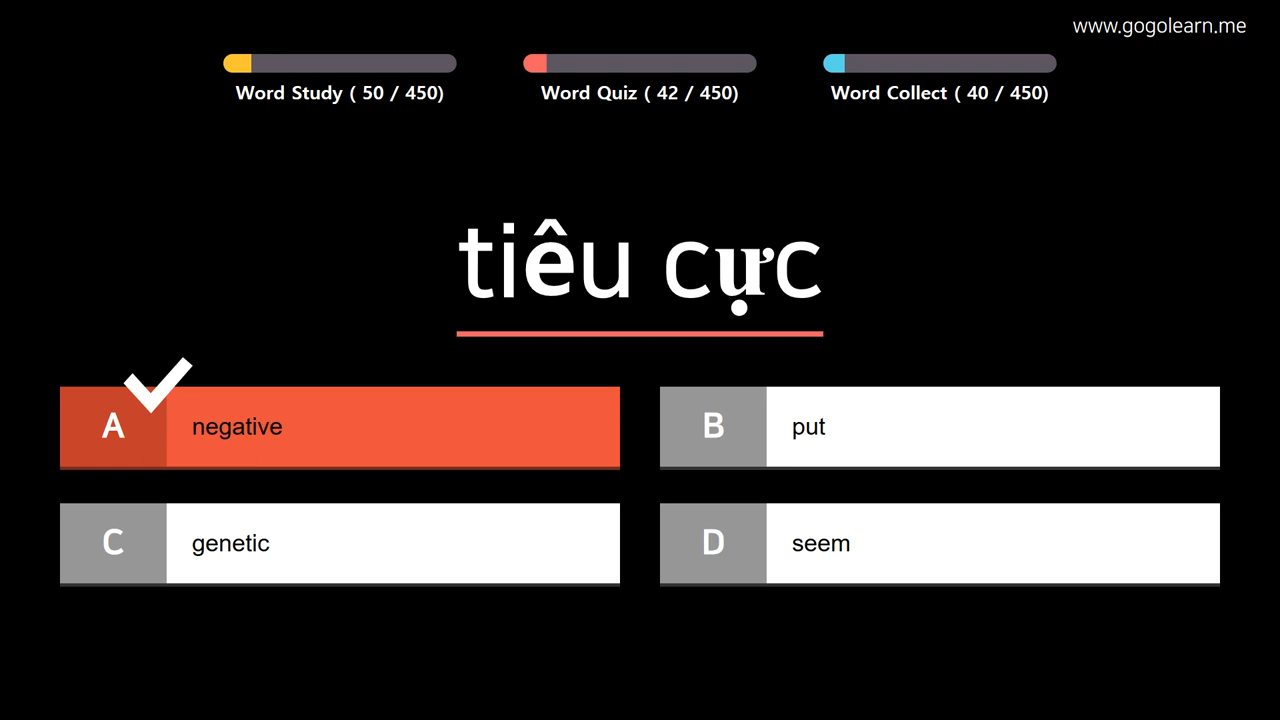 www.gogolearn.me
Word Study ( 50 / 450)
Word Quiz ( 42 / 450)
Word Collect ( 40 / 450)
tiêu cực
A negative
B put
C genetic
D seem